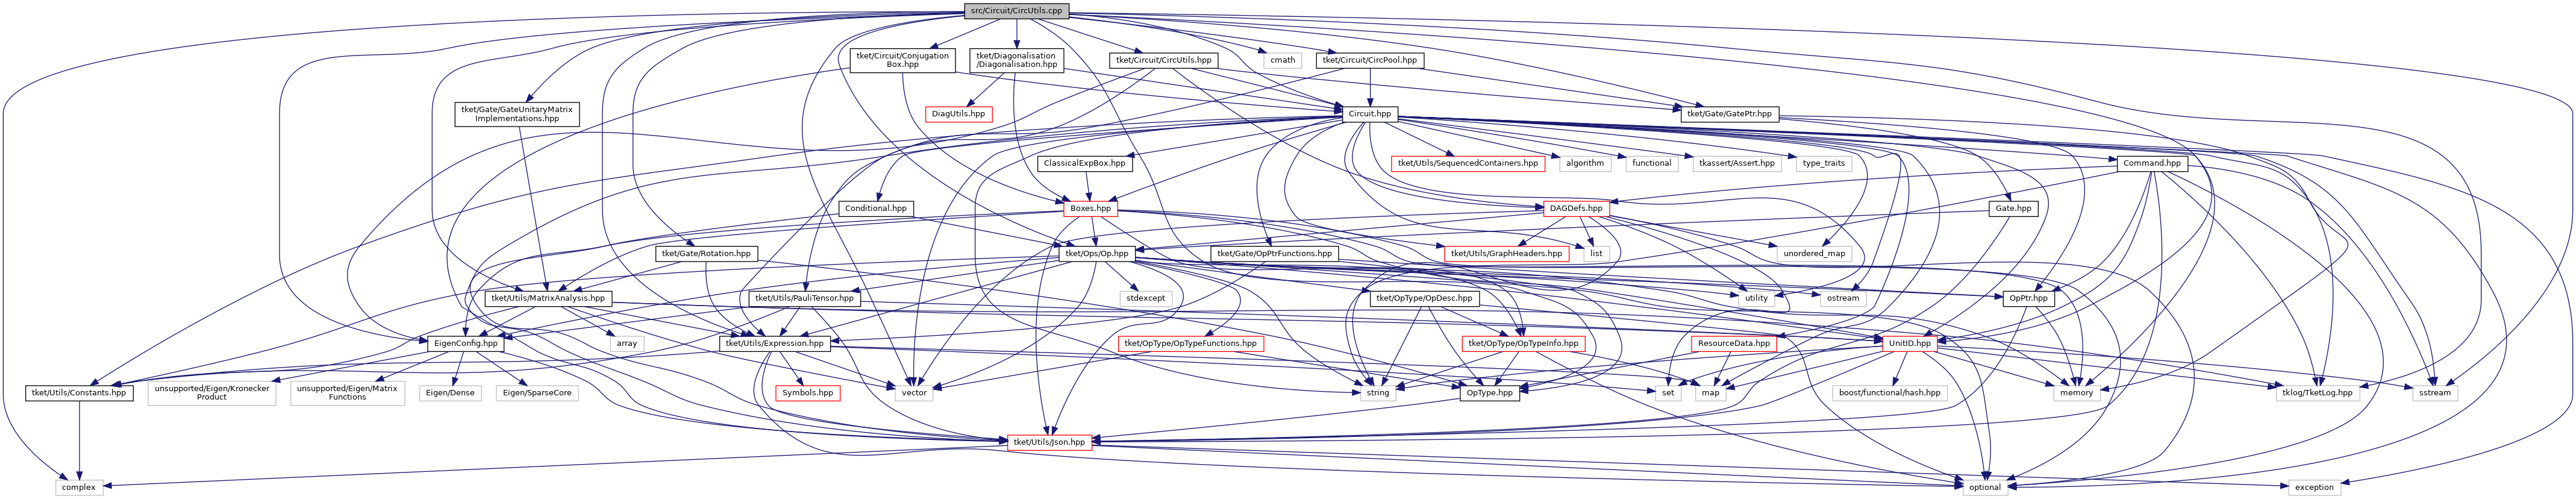 src/Circuit/CircUtils.cpp
tket/Circuit/Conjugation
Box.hpp
tket/Diagonalisation
/Diagonalisation.hpp
tket/Circuit/CircUtils.hpp
cmath
tket/Circuit/CircPool.hpp
tket/Gate/GateUnitaryMatrix
Implementations.hpp
DiagUtils.hpp
Circuit.hpp
tket/Gate/GatePtr.hpp
ClassicalExpBox.hpp
tket/Utils/SequencedContainers.hpp
algorithm
functional
tkassert/Assert.hpp
type_traits
Command.hpp
Conditional.hpp
Boxes.hpp
DAGDefs.hpp
Gate.hpp
tket/Gate/Rotation.hpp
tket/Ops/Op.hpp
tket/Gate/OpPtrFunctions.hpp
tket/Utils/GraphHeaders.hpp
list
unordered_map
tket/Utils/MatrixAnalysis.hpp
tket/Utils/PauliTensor.hpp
stdexcept
tket/OpType/OpDesc.hpp
utility
ostream
OpPtr.hpp
EigenConfig.hpp
array
tket/Utils/Expression.hpp
tket/OpType/OpTypeFunctions.hpp
tket/OpType/OpTypeInfo.hpp
ResourceData.hpp
UnitID.hpp
tket/Utils/Constants.hpp
unsupported/Eigen/Kronecker
Product
unsupported/Eigen/Matrix
Functions
Eigen/Dense
Eigen/SparseCore
Symbols.hpp
vector
string
OpType.hpp
set
map
boost/functional/hash.hpp
memory
tklog/TketLog.hpp
sstream
tket/Utils/Json.hpp
complex
optional
exception